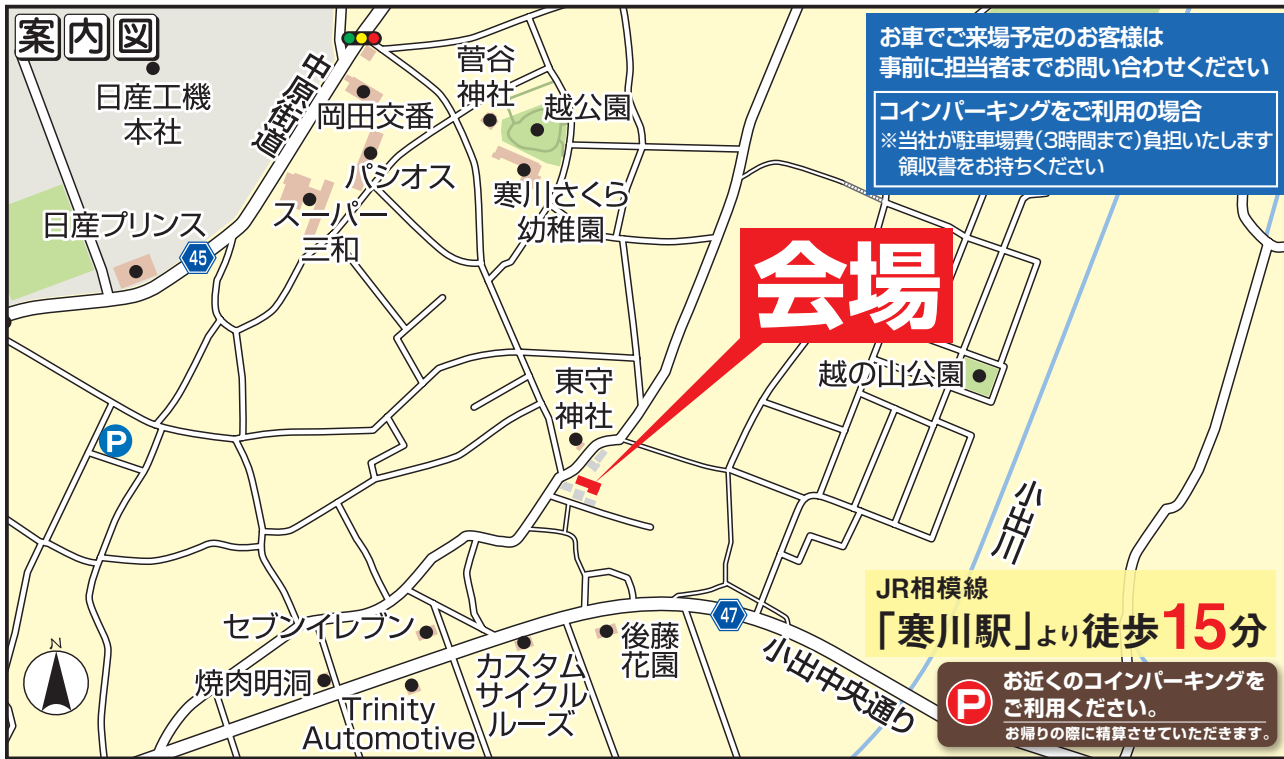 案内図
お車でご来場予定のお客様は
事前に担当者までお問い合わせください
コインパーキングをご利用の場合
※当社が駐車場費(3時間まで)負担いたします
領収書をお持ちください
日産工機
本社
中原街道
岡田交番
菅谷
神社
越公園
パシオス
スーパー
三和
寒川さくら
幼稚園
日産プリンス
45
会場
越の山公園
東守
神社
P
小出川
JR相模線
「寒川駅」より徒歩15分
47
セブンイレブン
後藤
花園
小出中央通り
カスタム
サイクル
ルーズ
焼肉明洞
Trinity
Automotive
N
P
お近くのコインパーキングを
ご利用ください。
お帰りの際に精算させていただきます。